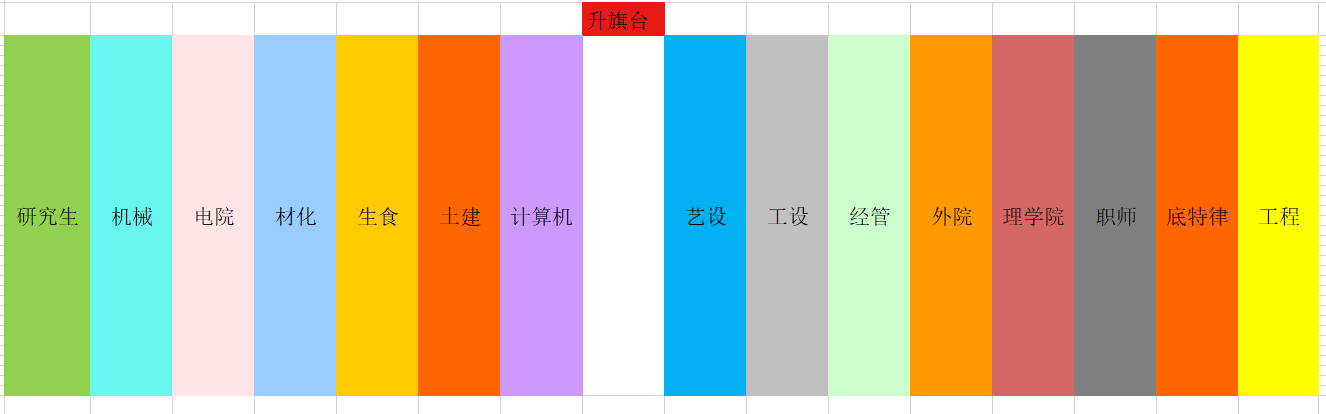 升旗台
研究生
机械
电院
材化
生食
土建
计算机
艺设
工设
经管
外院
理学院
职师
底特律
工程